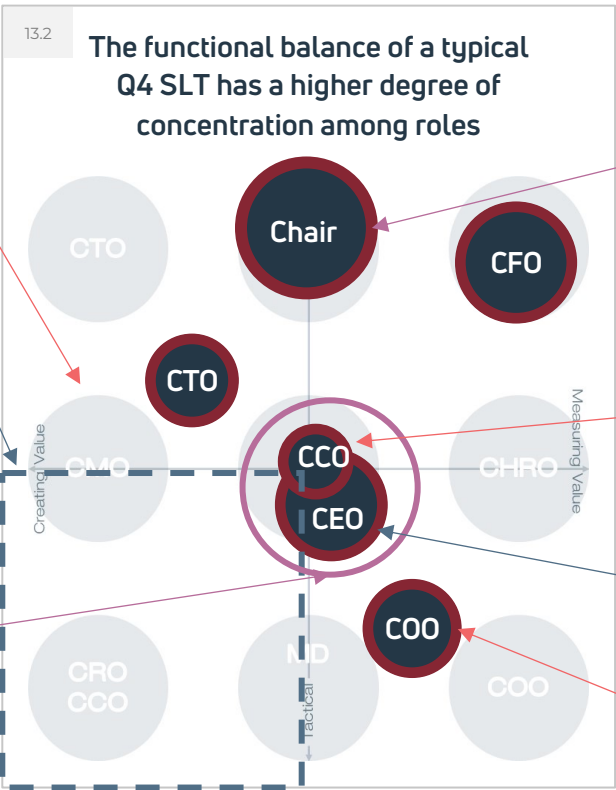 13.2
The functional balance of a typical
Q4 SLT has a higher degree of
concentration among roles
CTO
Chair
CFO
CTO
Creating Value
CMO
CCO
CEO
CHRO
Measuring Value
COO
CRO
CCO
MD
Tactical
COO